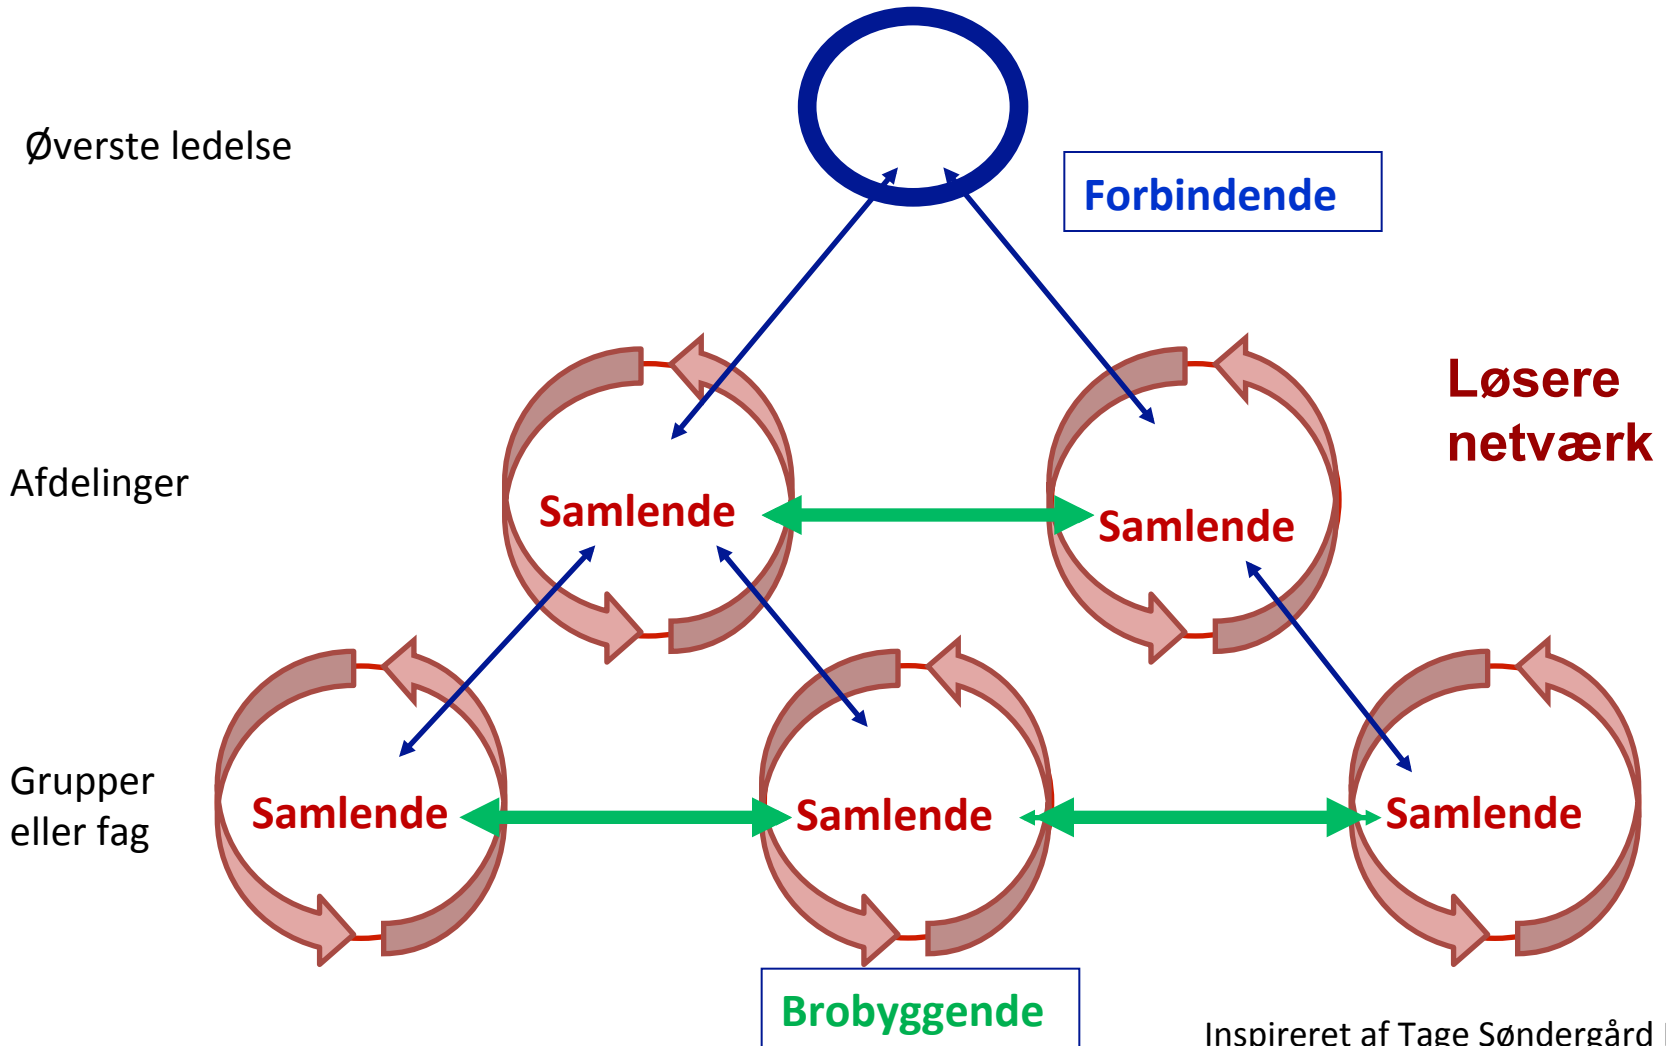 Øverste ledelse
Forbindende
Løsere
netværk
Afdelinger
Samlende
Samlende
Grupper
eller fag
Samlende
Samlende
Samlende
Brobyggende
Inspireret af Tage Søndergård